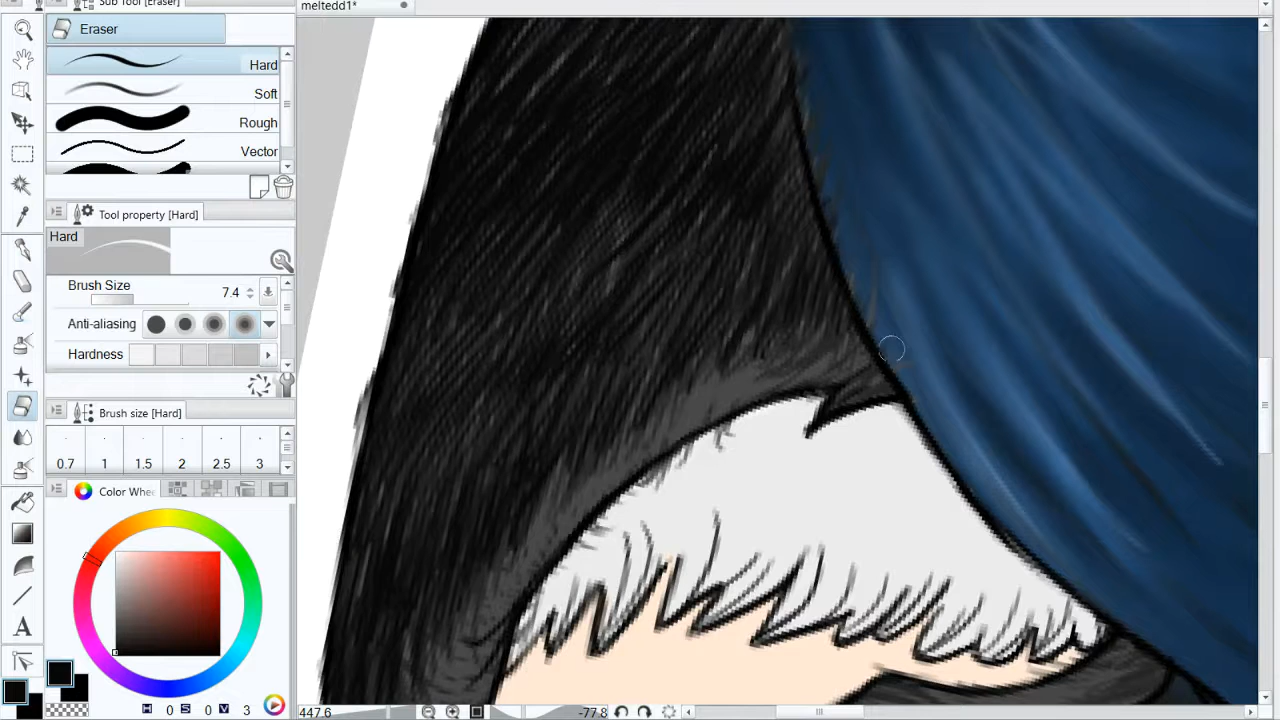 Sub Tool [Eraser]
meltedd1*
Eraser
Hard
Soft
Rough
Vector
Tool property [Hard]
Hard
Brush Size 7.4
Anti-aliasing
Hardness
Brush size [Hard]
0.7 1 1.5 2 2.5 3
Color Whe
H 0 S 0 V 3
447.6
-77.8
A